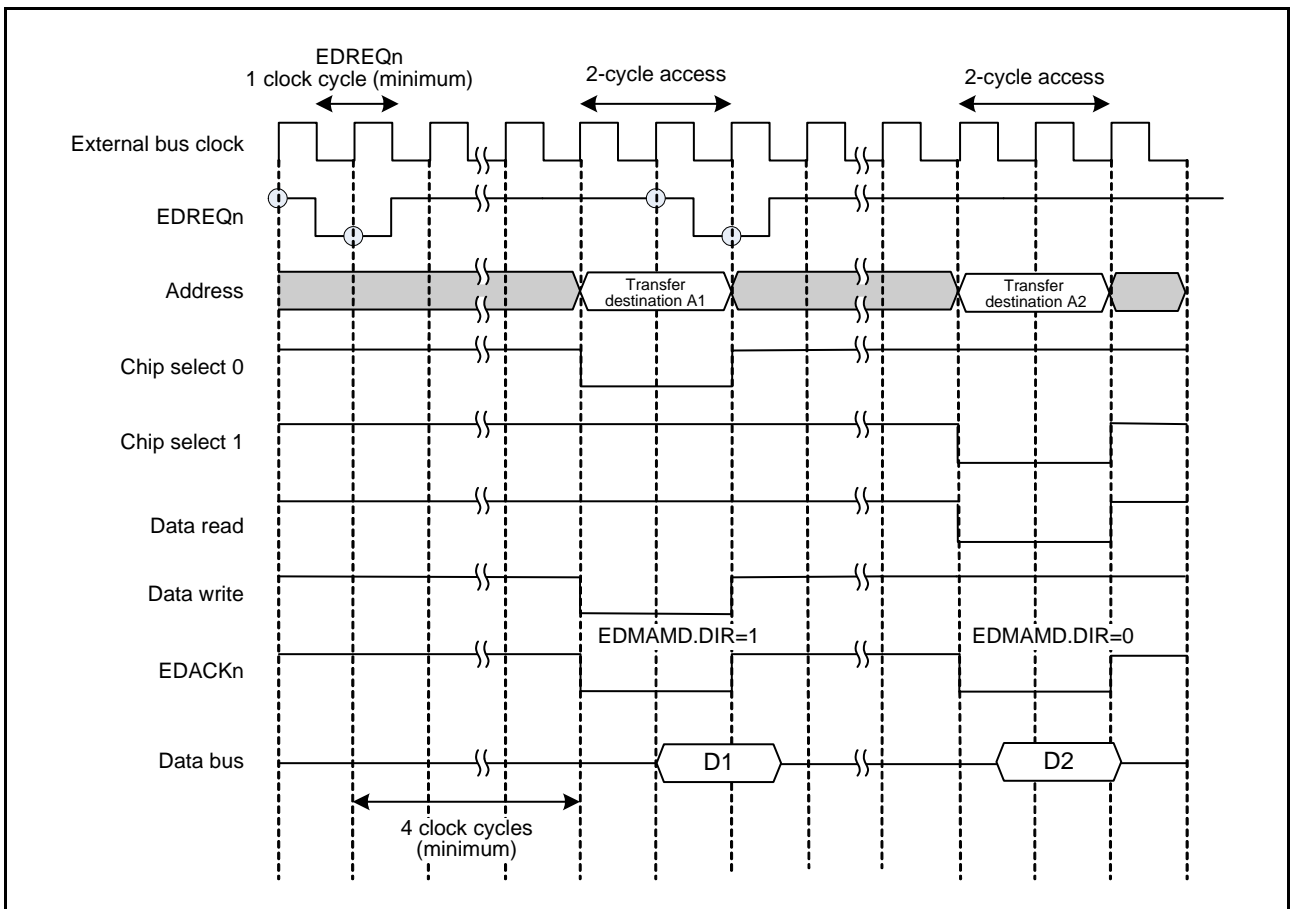 EDREQn
1 clock cycle (minimum)
2-cycle access
2-cycle access
External bus clock
EDREQn
Address
Transfer
destination A1
Transfer
destination A2
Chip select 0
Chip select 1
Data read
Data write
EDMAMD.DIR=1
EDMAMD.DIR=0
EDACKn
Data bus
D1
D2
4 clock cycles
(minimum)